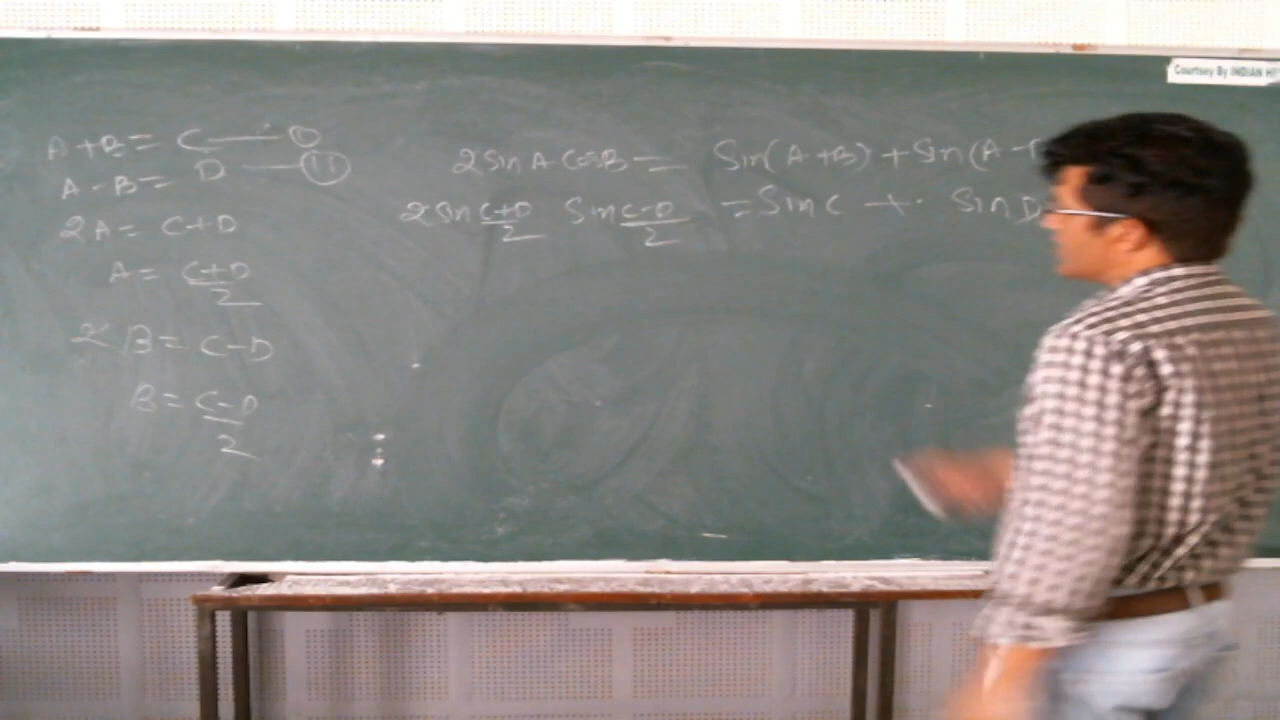 Courtsey By INDIAN
A+B = C —— (I)
A-B = D —— (II)
2A = C+D
A = C+D/2
2B = C-D
B = C-D/2
2 Sin A Cos B = Sin(A+B) + Sin(A-
2 Sin C+D/2 Sin C-D/2 = Sin C + Sin D